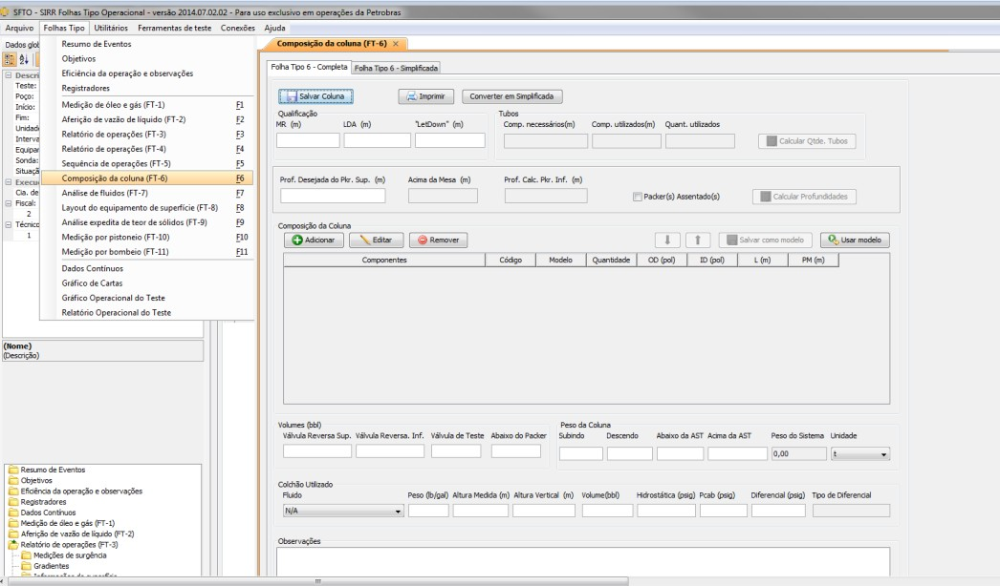 SFTO - SIRR Folhas Tipo Operacional - versão 2014.07.02.02 - Para uso exclusivo em operações da Petrobras
Arquivo Folhas Tipo Utilitários Ferramentas de teste Conexões Ajuda
Dados glob
Descri
Teste:
Poço:
Início:
Fim:
Unidad
Interva
Equipar
Sonda:
Situaçã
Execu
Cia. de
Fiscal:
2
Técnico
1
Resumo de Eventos
Objetivos
Eficiência da operação e observações
Registradores
Medição de óleo e gás (FT-1) F1
Aferição de vazão de líquido (FT-2) F2
Relatório de operações (FT-3) F3
Relatório de operações (FT-4) F4
Sequência de operações (FT-5) F5
Composição da coluna (FT-6) F6
Análise de fluidos (FT-7) F7
Layout do equipamento de superfície (FT-8) F8
Análise expedita de teor de sólidos (FT-9) F9
Medição por pistoneio (FT-10) F10
Medição por bombeio (FT-11) F11
Dados Contínuos
Gráfico de Cartas
Gráfico Operacional do Teste
Relatório Operacional do Teste
(Nome)
(Descrição)
Resumo de Eventos
Objetivos
Eficiência da operação e observações
Registradores
Dados Contínuos
Medição de óleo e gás (FT-1)
Aferição de vazão de líquido (FT-2)
Relatório de operações (FT-3)
Medições de surgência
Gradientes
Informações de superfície
Composição da coluna (FT-6) ×
Folha Tipo 6 - Completa Folha Tipo 6 - Simplificada
Salvar Coluna Imprimir Converter em Simplificada
Qualificação Tubos
MR (m) LDA (m) "LetDown" (m) Comp. necessários(m) Comp. utilizados(m) Quant. utilizados
Calcular Qtde. Tubos
Prof. Desejada do Pkr. Sup. (m) Acima da Mesa (m) Prof. Calc. Pkr. Inf. (m)
Packer(s) Assentado(s) Calcular Profundidades
Composição da Coluna
Adicionar Editar Remover Salvar como modelo Usar modelo
Componentes Código Modelo Quantidade OD (pol) ID (pol) L (m) PM (m)
Volumes (bbl) Peso da Coluna
Válvula Reversa Sup. Válvula Reversa. Inf. Válvula de Teste Abaixo do Packer Subindo Descendo Abaixo da AST Acima da AST Peso do Sistema Unidade
0,00 t
Colchão Utilizado
Fluido Peso (lb/gal) Altura Medida (m) Altura Vertical (m) Volume(bbl) Hidrostática (psig) Pcab (psig) Diferencial (psig) Tipo de Diferencial
N/A
Observações